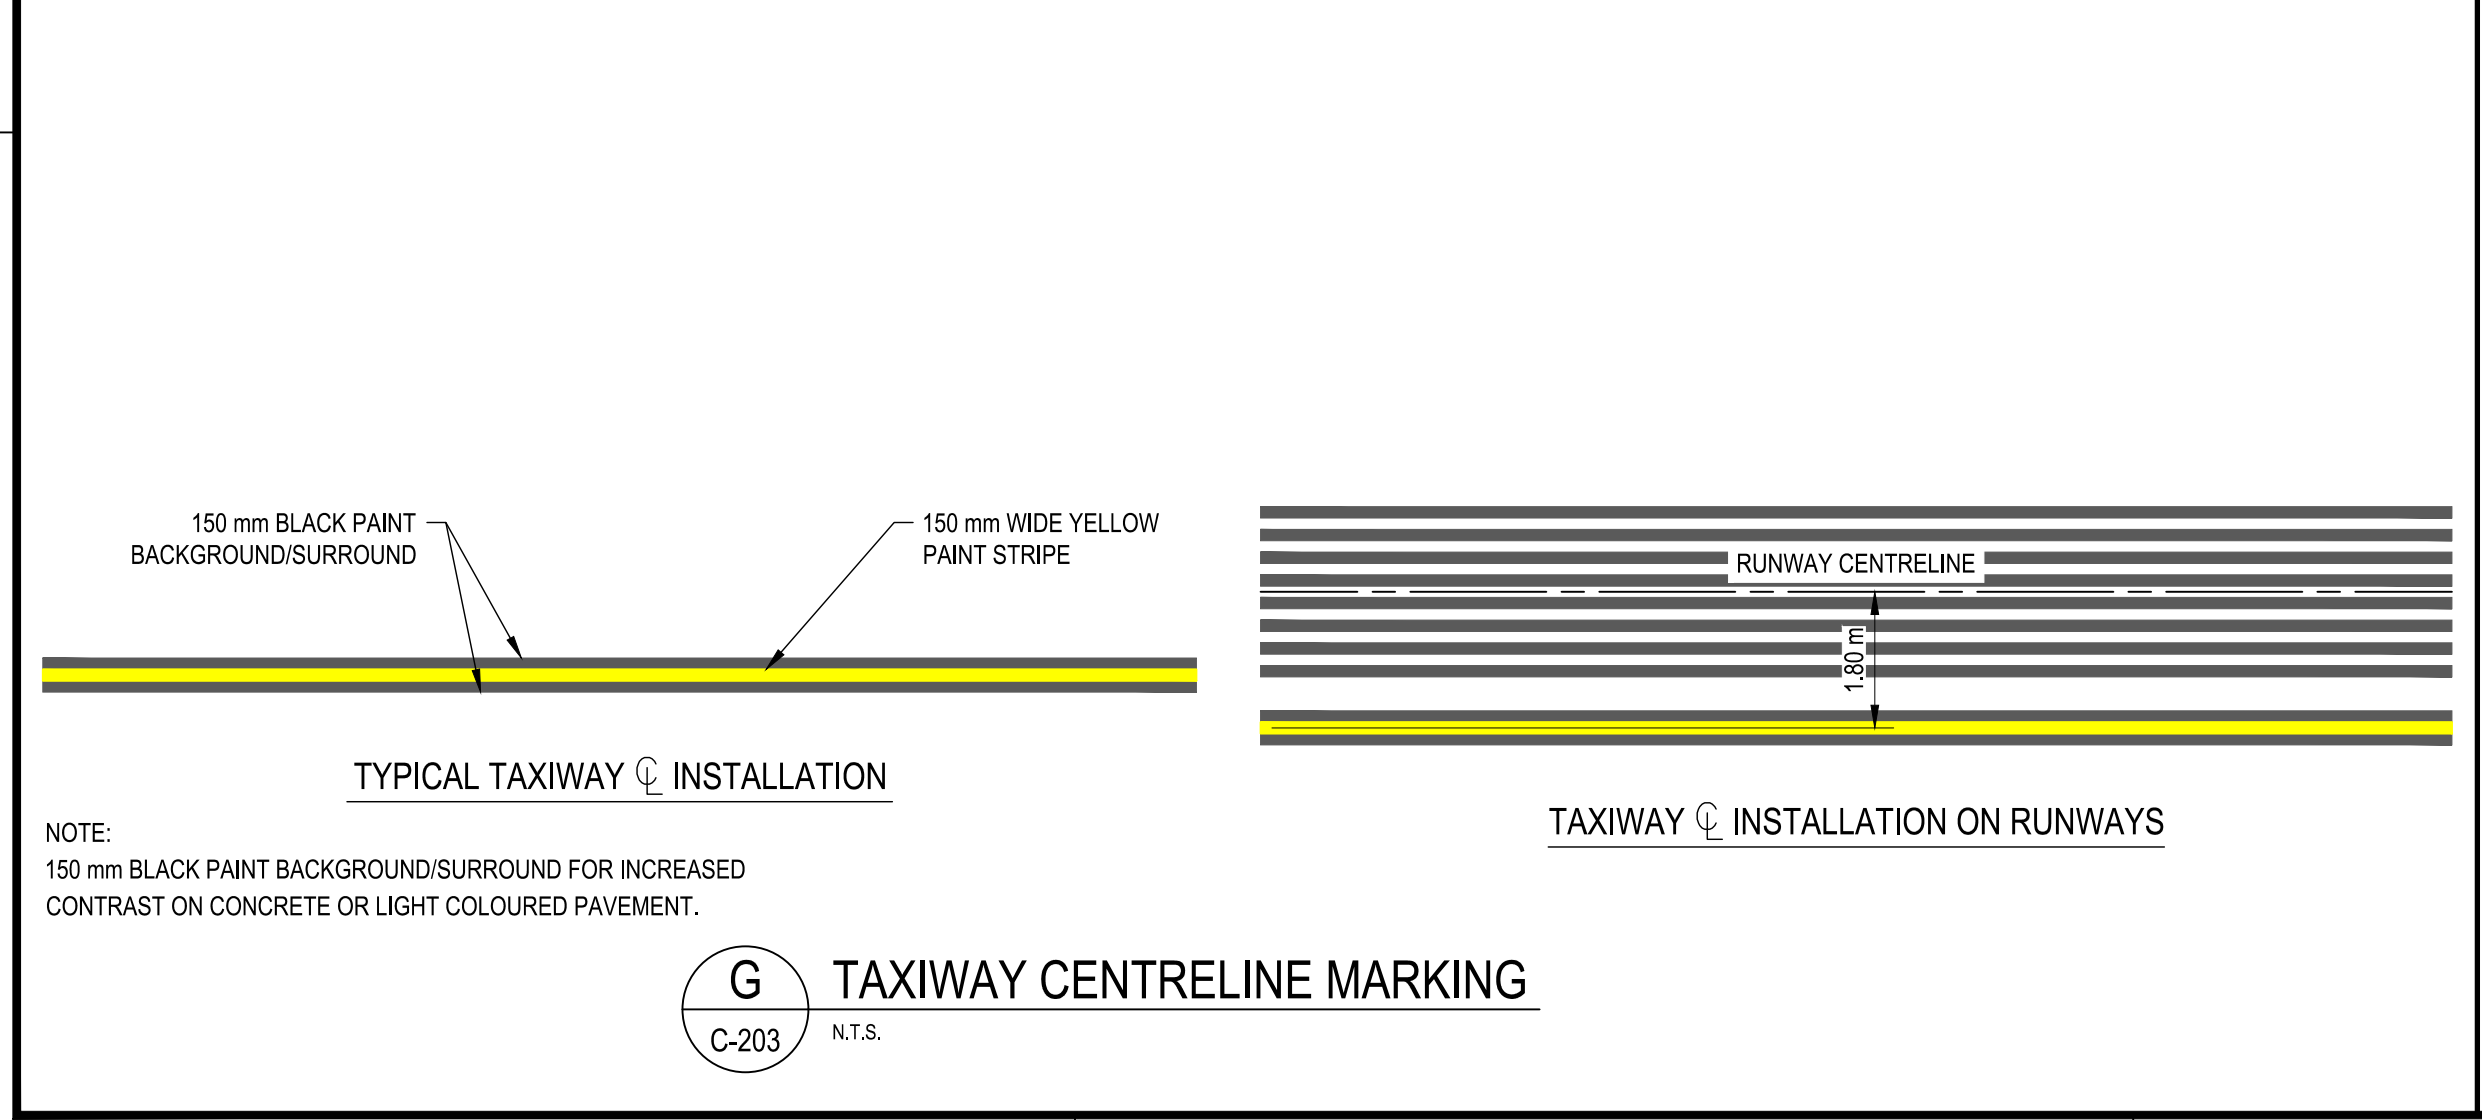 150 mm BLACK PAINT
BACKGROUND/SURROUND
150 mm WIDE YELLOW
PAINT STRIPE
TYPICAL TAXIWAY ℄ INSTALLATION
NOTE:
150 mm BLACK PAINT BACKGROUND/SURROUND FOR INCREASED
CONTRAST ON CONCRETE OR LIGHT COLOURED PAVEMENT.
RUNWAY CENTRELINE
1.80 m
TAXIWAY ℄ INSTALLATION ON RUNWAYS
G
C-203
TAXIWAY CENTRELINE MARKING
N.T.S.